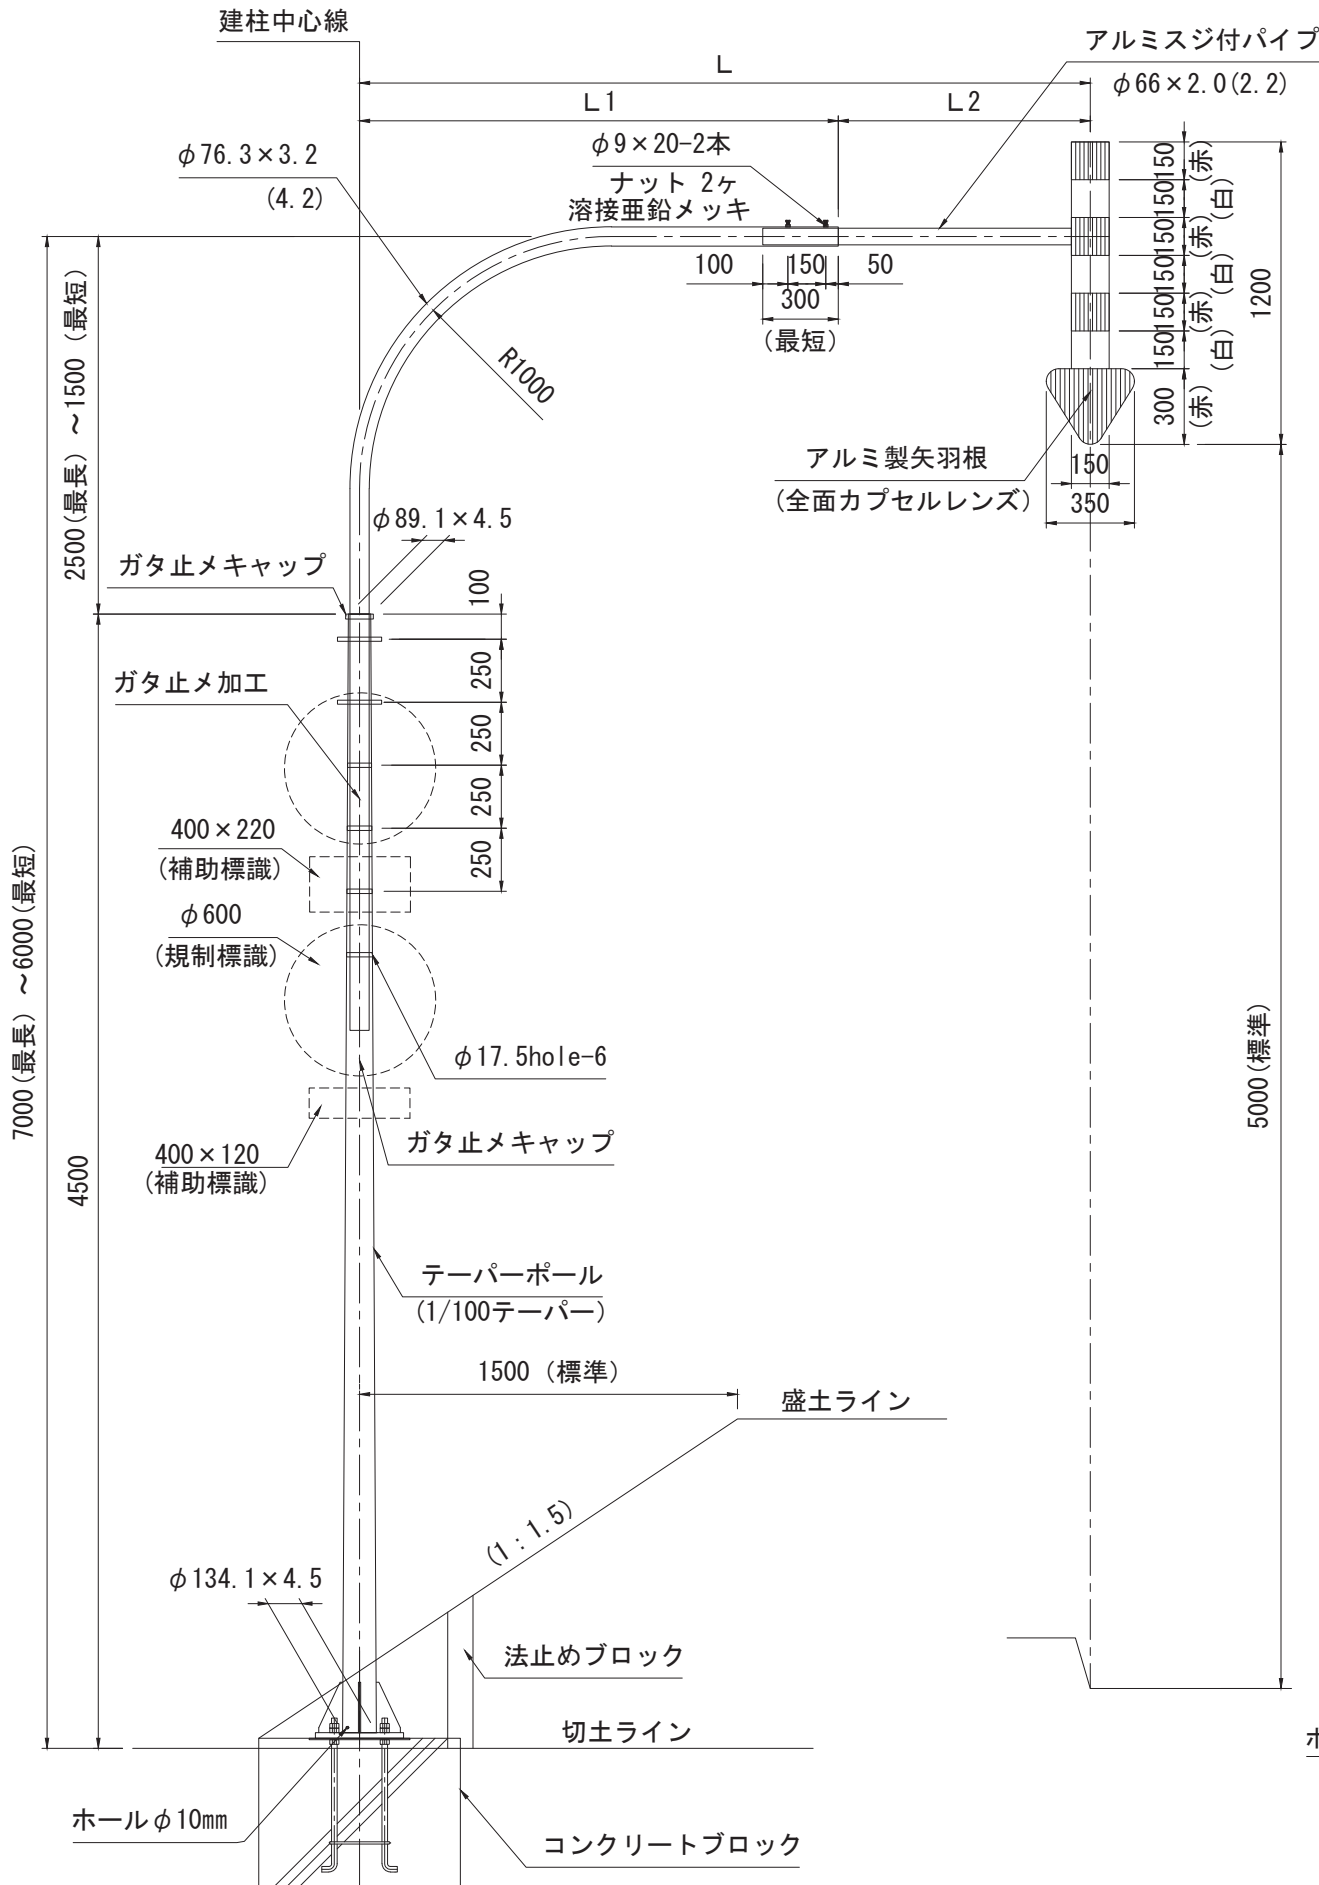 建柱中心線
アルミスジ付パイプ
φ66×2.0(2.2)
L
L1
L2
φ76.3×3.2
(4.2)
φ9×20-2本
ナット 2ヶ
溶接亜鉛メッキ
100
150
50
300
(最短)
R1000
150
(赤)
150
(白)
150
(赤)
150
(白)
150
(赤)
150
(白)
300
(赤)
1200
アルミ製矢羽根
(全面カプセルレンズ)
150
350
2500(最長) ～1500 (最短)
φ89.1×4.5
ガタ止メキャップ
100
250
250
250
250
ガタ止メ加工
400×220
(補助標識)
φ600
(規制標識)
7000(最長) ～6000(最短)
4500
φ17.5hole-6
ガタ止メキャップ
400×120
(補助標識)
5000(標準)
テーパーポール
(1/100テーパー)
1500 (標準)
盛土ライン
(1:1.5)
φ134.1×4.5
法止めブロック
切土ライン
ホールφ10mm
コンクリートブロック